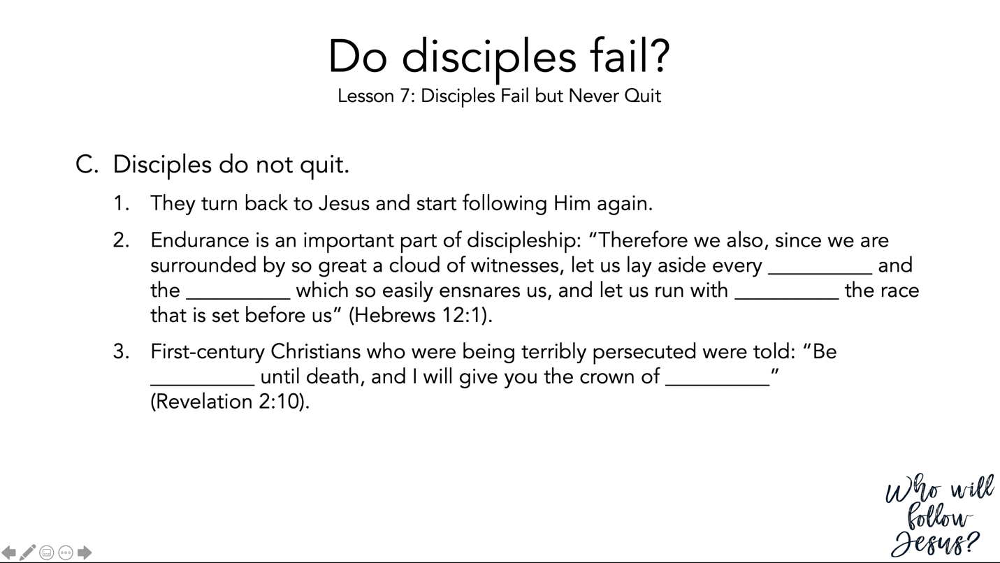 Do disciples fail?
Lesson 7: Disciples Fail but Never Quit
C. Disciples do not quit.
1. They turn back to Jesus and start following Him again.
2. Endurance is an important part of discipleship: “Therefore we also, since we are
surrounded by so great a cloud of witnesses, let us lay aside every __________ and
the __________ which so easily ensnares us, and let us run with __________ the race
that is set before us” (Hebrews 12:1).
3. First-century Christians who were being terribly persecuted were told: “Be
__________ until death, and I will give you the crown of __________”
(Revelation 2:10).
Who will
follow
Jesus?